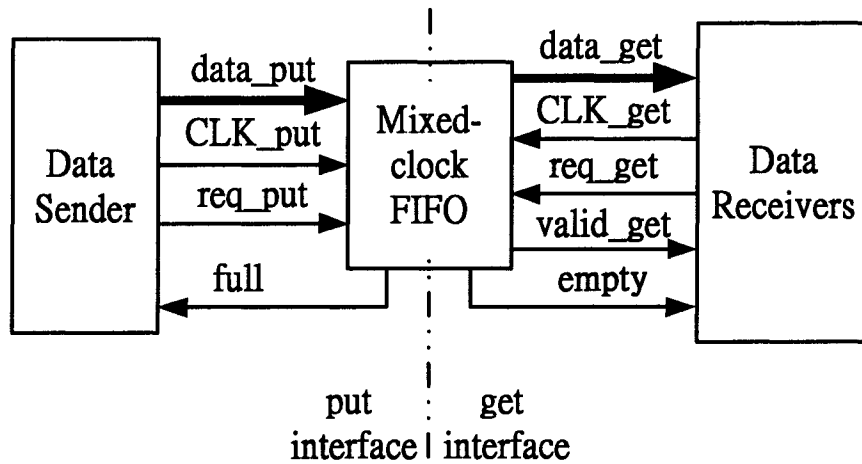 Data
Sender
data_put
CLK_put
req_put
full
Mixed-
clock
FIFO
data_get
CLK_get
req_get
valid_get
empty
Data
Receivers
put
interface
get
interface